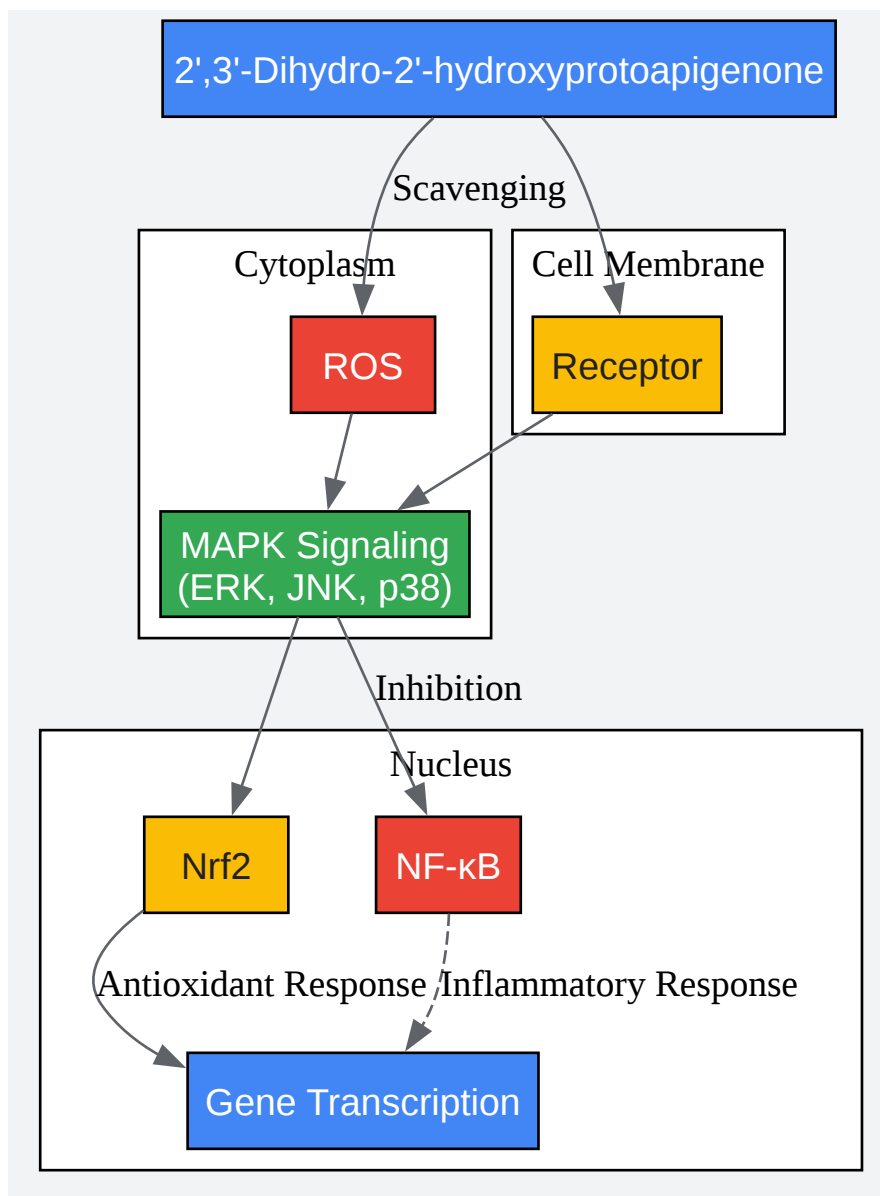 2',3'-Dihydro-2'-hydroxyprotoapigenone
Scavenging
Cytoplasm
Cell Membrane
ROS
Receptor
MAPK Signaling
(ERK, JNK, p38)
Inhibition
Nucleus
Nrf2
NF-κB
Antioxidant Response
Inflammatory Response
Gene Transcription